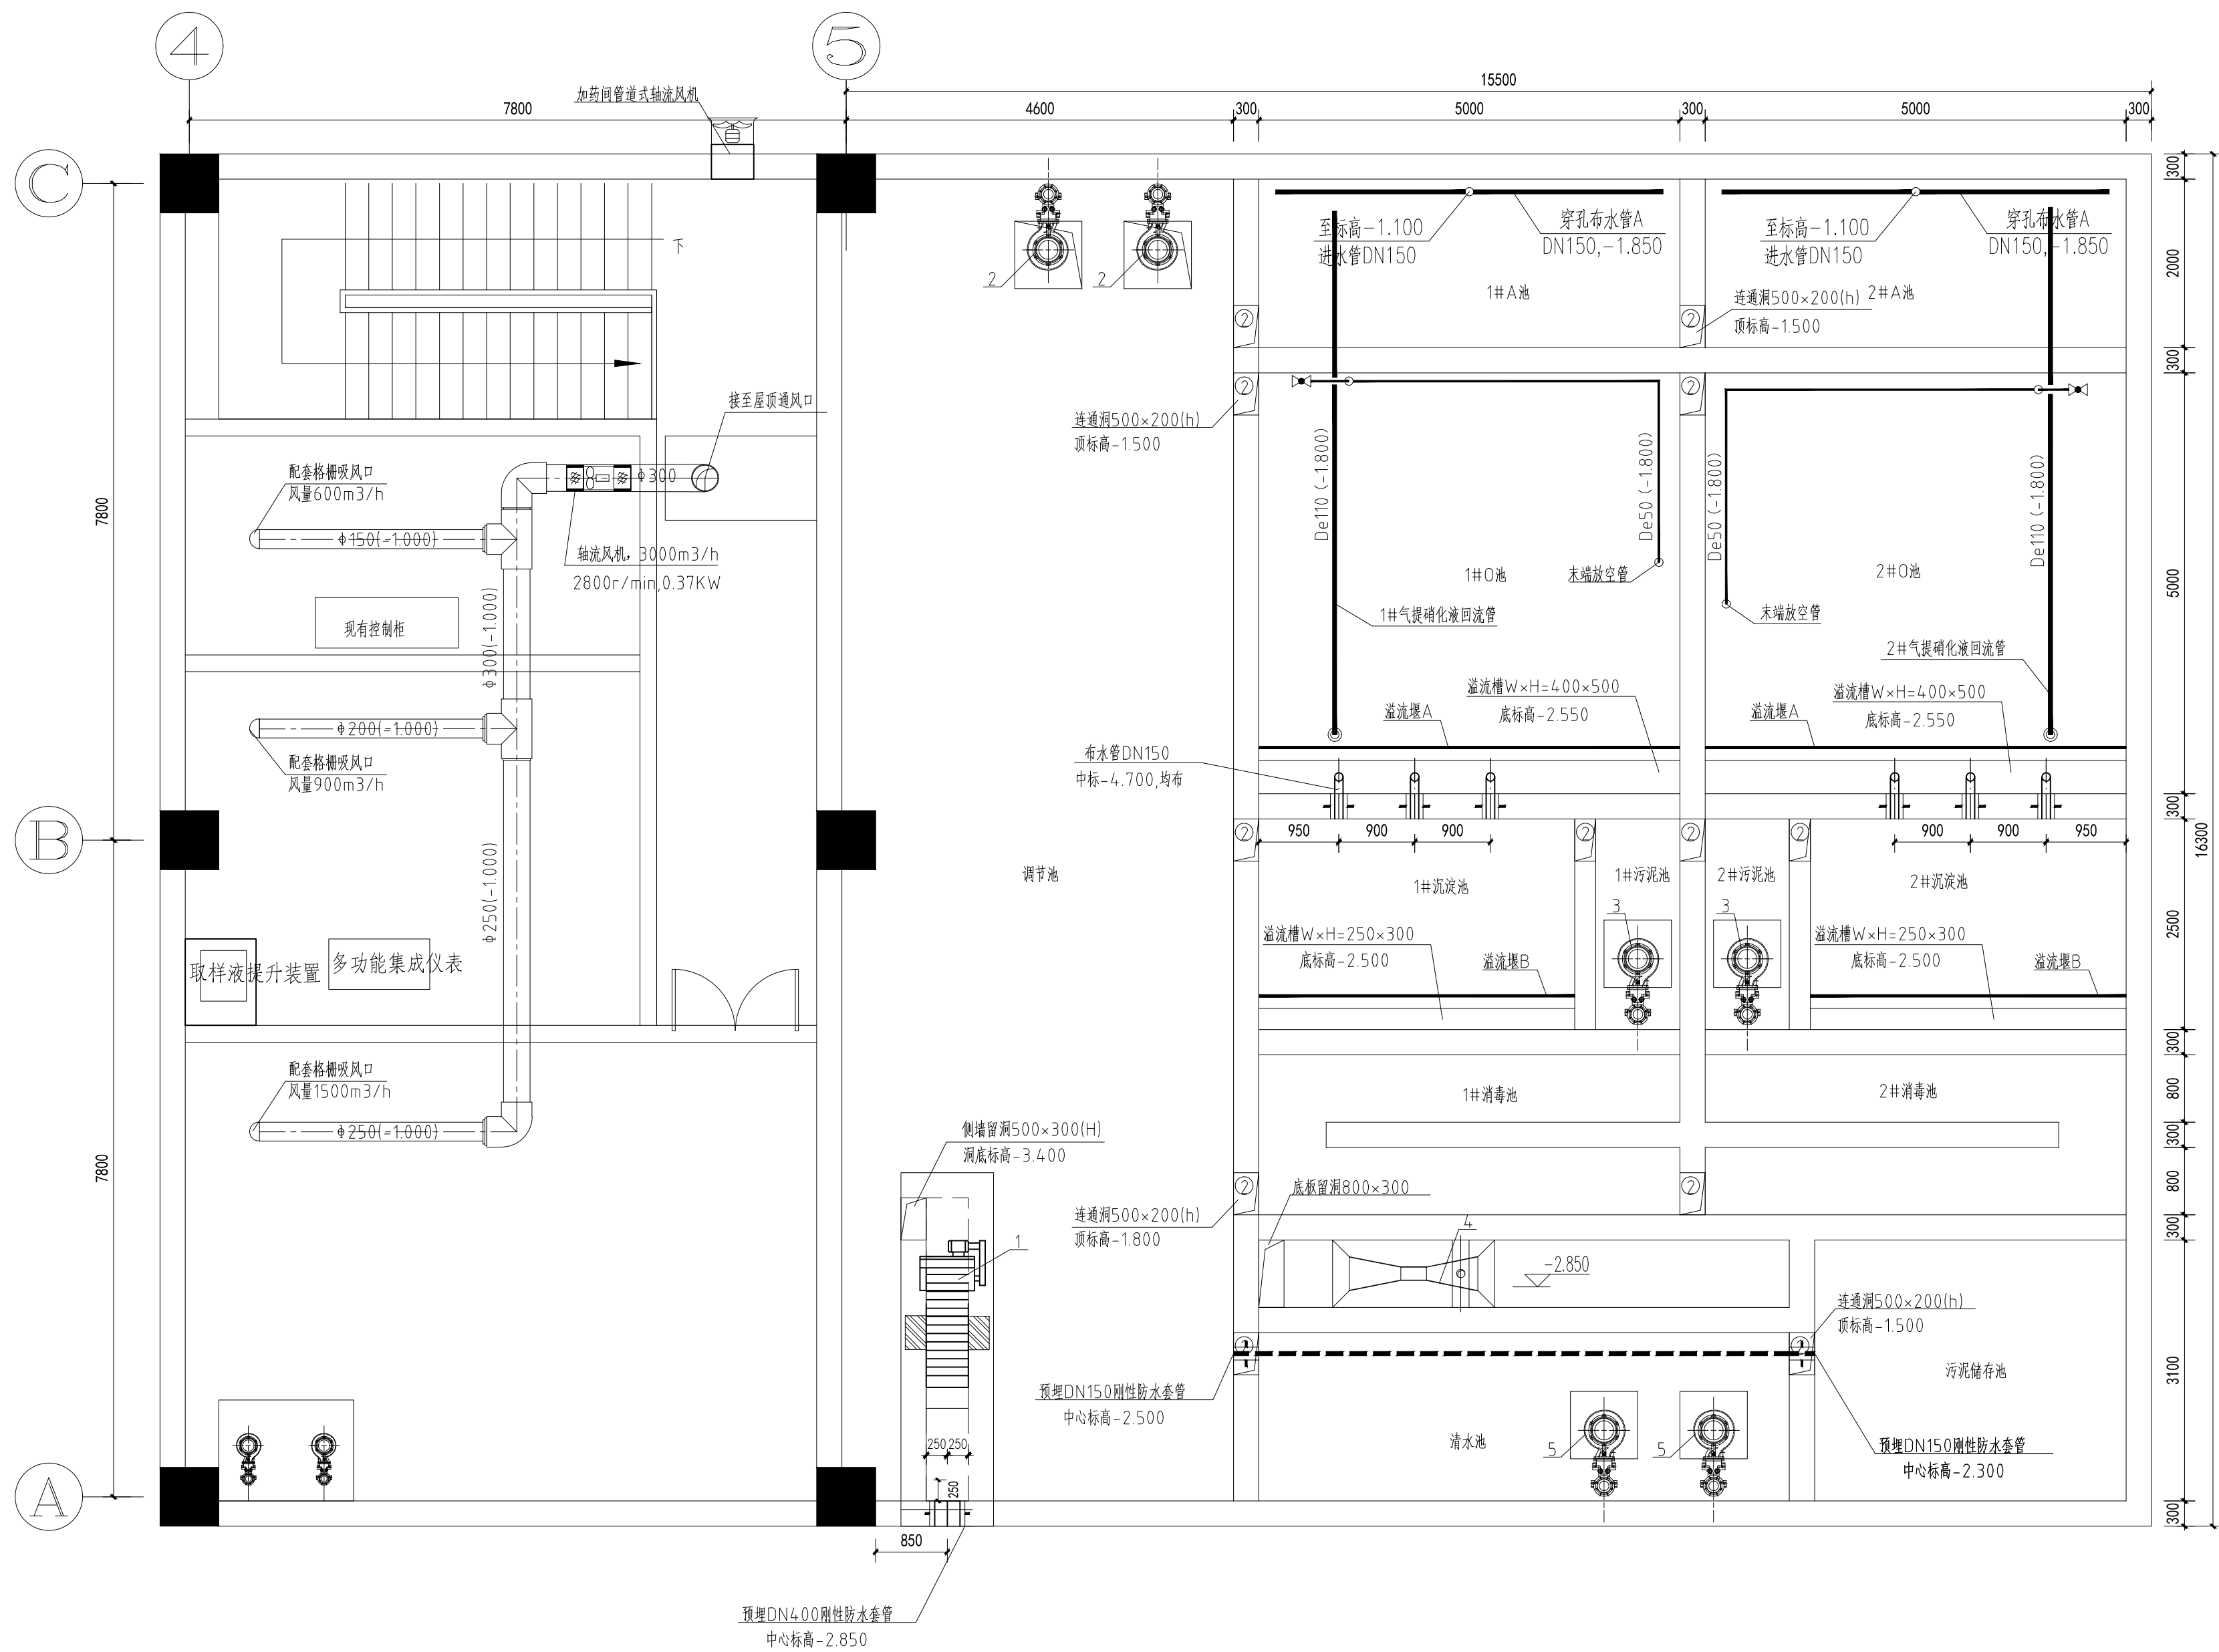 4
5
15500
加药间管道式轴流风机
7800
4600
300
5000
300
5000
300
C
300
至标高-1.100
进水管DN150
穿孔布水管A
DN150,-1.850
至标高-1.100
进水管DN150
穿孔布水管A
DN150,-1.850
下
2
2
2000
1#A池
连通洞500×200(h)
顶标高-1.500
2#A池
②
②
300
②
②
接至屋顶通风口
连通洞500×200(h)
顶标高-1.500
配套格栅吸风口
风量600m3/h
ф300
De110 (-1.800)
De50 (-1.800)
De50 (-1.800)
De110 (-1.800)
7800
ф150(-1.000)
轴流风机，3000m3/h
2800r/min,0.37KW
1#O池
末端放空管
2#O池
5000
现有控制柜
ф300(-1.000)
1#气提硝化液回流管
末端放空管
2#气提硝化液回流管
溢流槽W×H=400×500
底标高-2.550
溢流槽W×H=400×500
底标高-2.550
溢流堰A
溢流堰A
ф200(-1.000)
配套格栅吸风口
风量900m3/h
布水管DN150
中标-4.700,均布
300
B
②
950
900
900
②
②
②
900
900
950
16300
ф250(-1.000)
调节池
1#沉淀池
1#污泥池
2#污泥池
2#沉淀池
3
3
2500
溢流槽W×H=250×300
底标高-2.500
溢流堰B
溢流槽W×H=250×300
底标高-2.500
溢流堰B
取样液提升装置
多功能集成仪表
300
配套格栅吸风口
风量1500m3/h
1#消毒池
2#消毒池
800
ф250(-1.000)
侧墙留洞500×300(H)
洞底标高-3.400
300
7800
②
②
底板留洞800×300
800
连通洞500×200(h)
顶标高-1.800
4
300
1
-2.850
连通洞500×200(h)
顶标高-1.500
②
②
3100
污泥储存池
预埋DN150刚性防水套管
中心标高-2.500
250
250
清水池
5
5
预埋DN150刚性防水套管
中心标高-2.300
250
A
300
850
预埋DN400刚性防水套管
中心标高-2.850